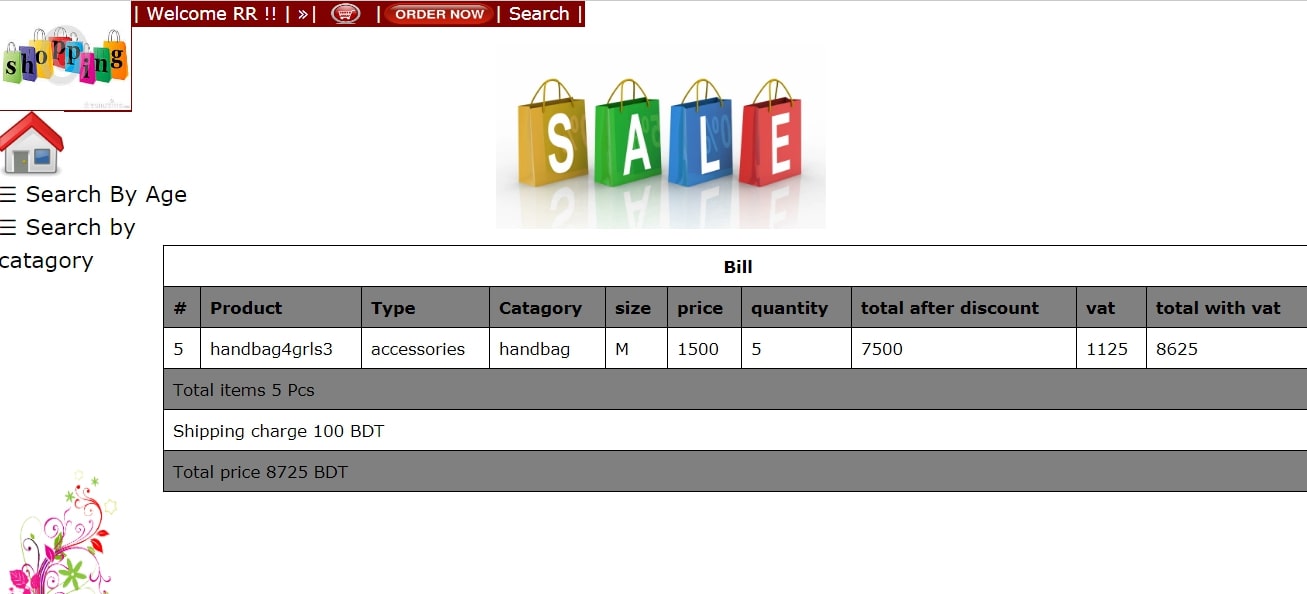 | Welcome RR !! | » | | ORDER NOW | Search |
shopping
SALE
☰ Search By Age
☰ Search by
catagory
Bill
# Product Type Catagory size price quantity total after discount vat total with vat
5 handbag4grls3 accessories handbag M 1500 5 7500 1125 8625
Total items 5 Pcs
Shipping charge 100 BDT
Total price 8725 BDT